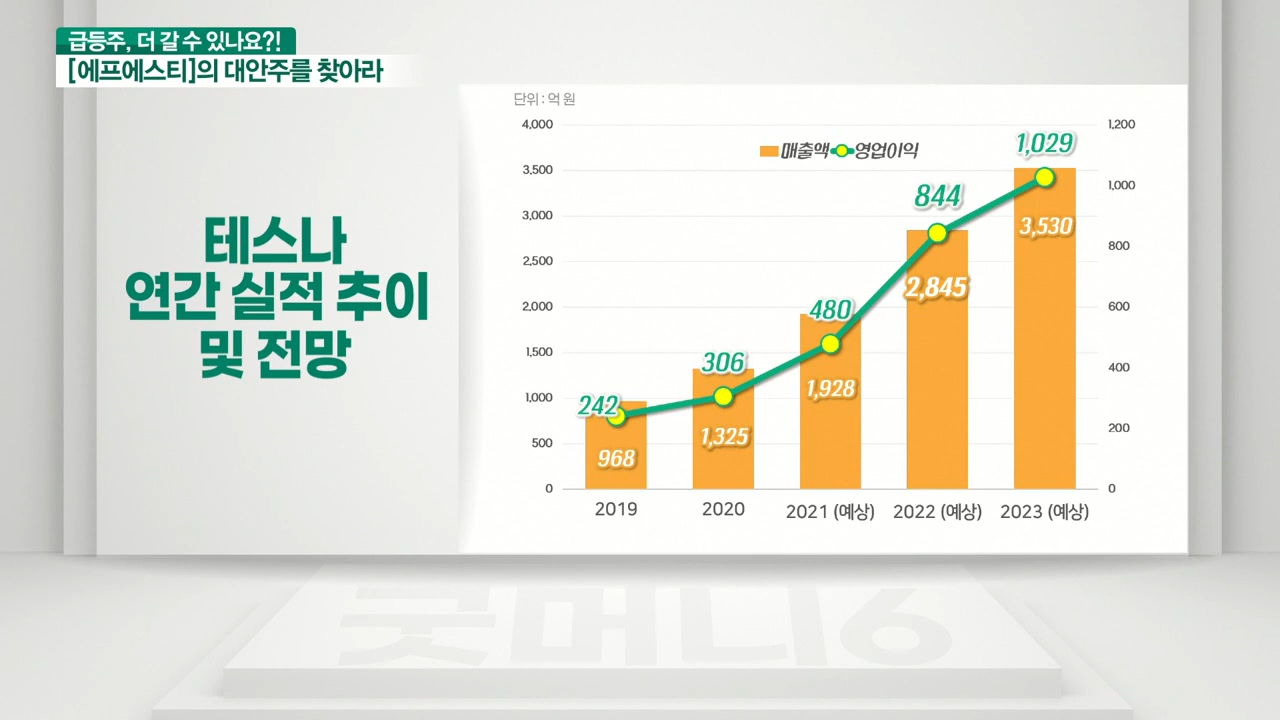 급등주, 더 갈 수 있나요?!
[에프에스티]의 대안주를 찾아라
테스나
연간 실적 추이
및 전망
단위 : 억 원
매출액 영업이익
4,000
3,500
3,000
2,500
2,000
1,500
1,000
500
0
1,200
1,000
800
600
400
200
0
242
306
480
844
1,029
968
1,325
1,928
2,845
3,530
2019 2020 2021 (예상) 2022 (예상) 2023 (예상)
굿머니6